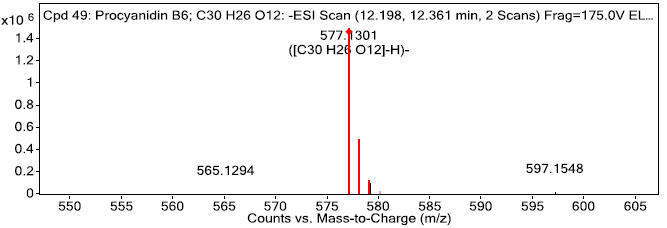 x10 6
Cpd 49: Procyanidin B6; C30 H26 O12: -ESI Scan (12.198, 12.361 min, 2 Scans) Frag=175.0V EL...
577.1301
([C30 H26 O12]-H)-
1.4
1.2
1
0.8
0.6
0.4
0.2
0
565.1294
597.1548
550 555 560 565 570 575 580 585 590 595 600 605
Counts vs. Mass-to-Charge (m/z)